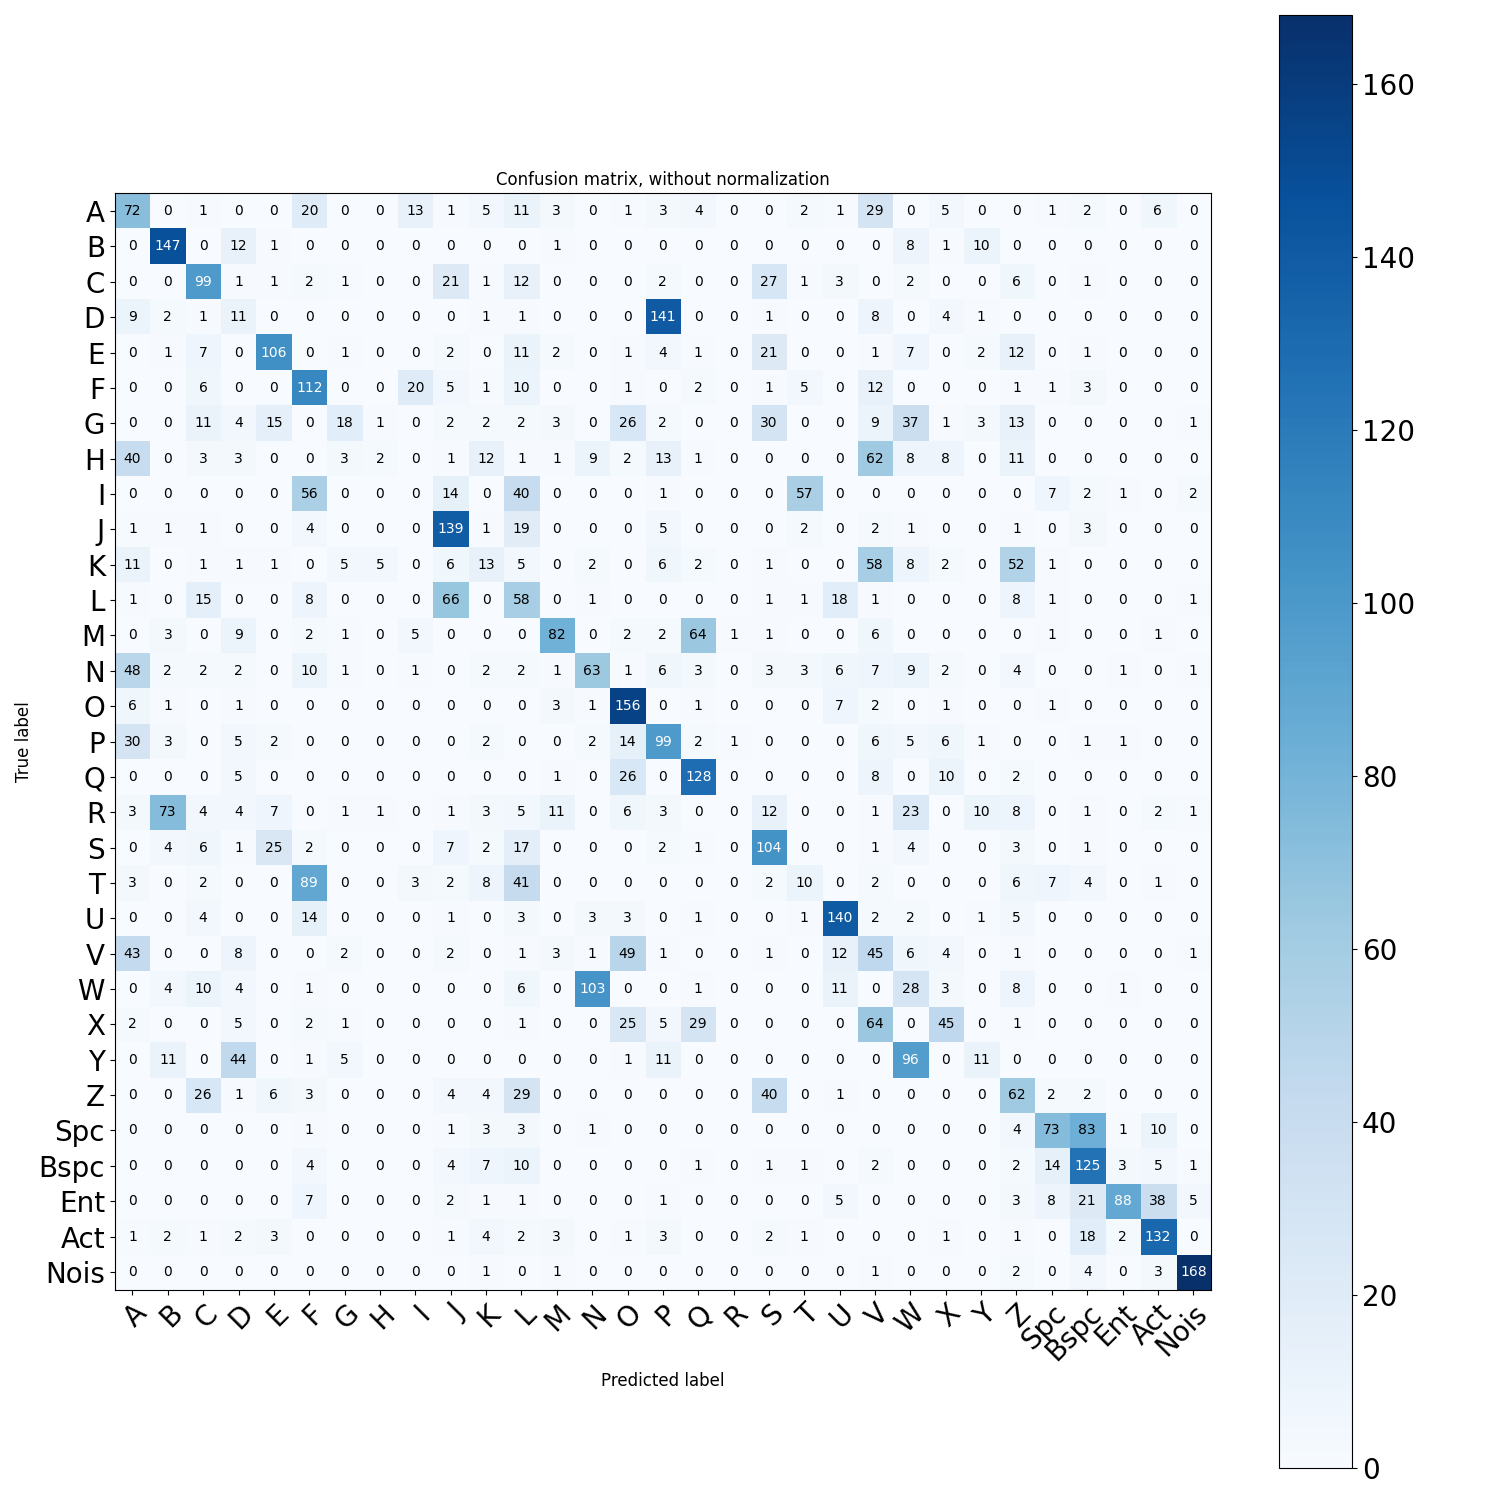 Confusion matrix, without normalization
A 72 0 1 0 0 20 0 0 13 1 5 11 3 0 1 3 4 0 0 2 1 29 0 5 0 0 1 2 0 6 0
B 0 147 0 12 1 0 0 0 0 0 0 0 1 0 0 0 0 0 0 0 0 0 8 1 10 0 0 0 0 0 0
C 0 0 99 1 1 2 1 0 0 21 1 12 0 0 0 2 0 0 27 1 3 0 2 0 0 6 0 1 0 0 0
D 9 2 1 11 0 0 0 0 0 0 1 1 0 0 0 141 0 0 1 0 0 8 0 4 1 0 0 0 0 0 0
E 0 1 7 0 106 0 1 0 0 2 0 11 2 0 1 4 1 0 21 0 0 1 7 0 2 12 0 1 0 0 0
F 0 0 6 0 0 112 0 0 20 5 1 10 0 0 1 0 2 0 1 5 0 12 0 0 0 1 1 3 0 0 0
G 0 0 11 4 15 0 18 1 0 2 2 2 3 0 26 2 0 0 30 0 0 9 37 1 3 13 0 0 0 0 1
H 40 0 3 3 0 0 3 2 0 1 12 1 1 9 2 13 1 0 0 0 0 62 8 8 0 11 0 0 0 0 0
I 0 0 0 0 0 56 0 0 0 14 0 40 0 0 0 1 0 0 0 57 0 0 0 0 0 0 7 2 1 0 2
J 1 1 1 0 0 4 0 0 0 139 1 19 0 0 0 5 0 0 0 2 0 2 1 0 0 1 0 3 0 0 0
K 11 0 1 1 1 0 5 5 0 6 13 5 0 2 0 6 2 0 1 0 0 58 8 2 0 52 1 0 0 0 0
L 1 0 15 0 0 8 0 0 0 66 0 58 0 1 0 0 0 0 1 1 18 1 0 0 0 8 1 0 0 0 1
M 0 3 0 9 0 2 1 0 5 0 0 0 82 0 2 2 64 1 1 0 0 6 0 0 0 0 1 0 0 1 0
N 48 2 2 2 0 10 1 0 1 0 2 2 1 63 1 6 3 0 3 3 6 7 9 2 0 4 0 0 1 0 1
O 6 1 0 1 0 0 0 0 0 0 0 0 3 1 156 0 1 0 0 0 7 2 0 1 0 0 1 0 0 0 0
P 30 3 0 5 2 0 0 0 0 0 2 0 0 2 14 99 2 1 0 0 0 6 5 6 1 0 0 1 1 0 0
Q 0 0 0 5 0 0 0 0 0 0 0 0 1 0 26 0 128 0 0 0 0 8 0 10 0 2 0 0 0 0 0
R 3 73 4 4 7 0 1 1 0 1 3 5 11 0 6 3 0 0 12 0 0 1 23 0 10 8 0 1 0 2 1
S 0 4 6 1 25 2 0 0 0 7 2 17 0 0 0 2 1 0 104 0 0 1 4 0 0 3 0 1 0 0 0
T 3 0 2 0 0 89 0 0 3 2 8 41 0 0 0 0 0 0 2 10 0 2 0 0 0 6 7 4 0 1 0
U 0 0 4 0 0 14 0 0 0 1 0 3 0 3 3 0 1 0 0 1 140 2 2 0 1 5 0 0 0 0 0
V 43 0 0 8 0 0 2 0 0 2 0 1 3 1 49 1 0 0 1 0 12 45 6 4 0 1 0 0 0 0 1
W 0 4 10 4 0 1 0 0 0 0 0 6 0 103 0 0 1 0 0 0 11 0 28 3 0 8 0 0 1 0 0
X 2 0 0 5 0 2 1 0 0 0 0 1 0 0 25 5 29 0 0 0 0 64 0 45 0 1 0 0 0 0 0
Y 0 11 0 44 0 1 5 0 0 0 0 0 0 0 1 11 0 0 0 0 0 0 96 0 11 0 0 0 0 0 0
Z 0 0 26 1 6 3 0 0 0 4 4 29 0 0 0 0 0 0 40 0 1 0 0 0 0 62 2 2 0 0 0
Spc 0 0 0 0 0 1 0 0 0 1 3 3 0 1 0 0 0 0 0 0 0 0 0 0 0 4 73 83 1 10 0
Bspc 0 0 0 0 0 4 0 0 0 4 7 10 0 0 0 0 1 0 1 1 0 2 0 0 0 2 14 125 3 5 1
Ent 0 0 0 0 0 7 0 0 0 2 1 1 0 0 0 1 0 0 0 0 5 0 0 0 0 3 8 21 88 38 5
Act 1 2 1 2 3 0 0 0 0 1 4 2 3 0 1 3 0 0 2 1 0 0 0 1 0 1 0 18 2 132 0
Nois 0 0 0 0 0 0 0 0 0 0 1 0 1 0 0 0 0 0 0 0 0 1 0 0 0 2 0 4 0 3 168
A B C D E F G H I J K L M N O P Q R S T U V W X Y Z Spc Bspc Ent Act Nois
Predicted label
True label
160
140
120
100
80
60
40
20
0